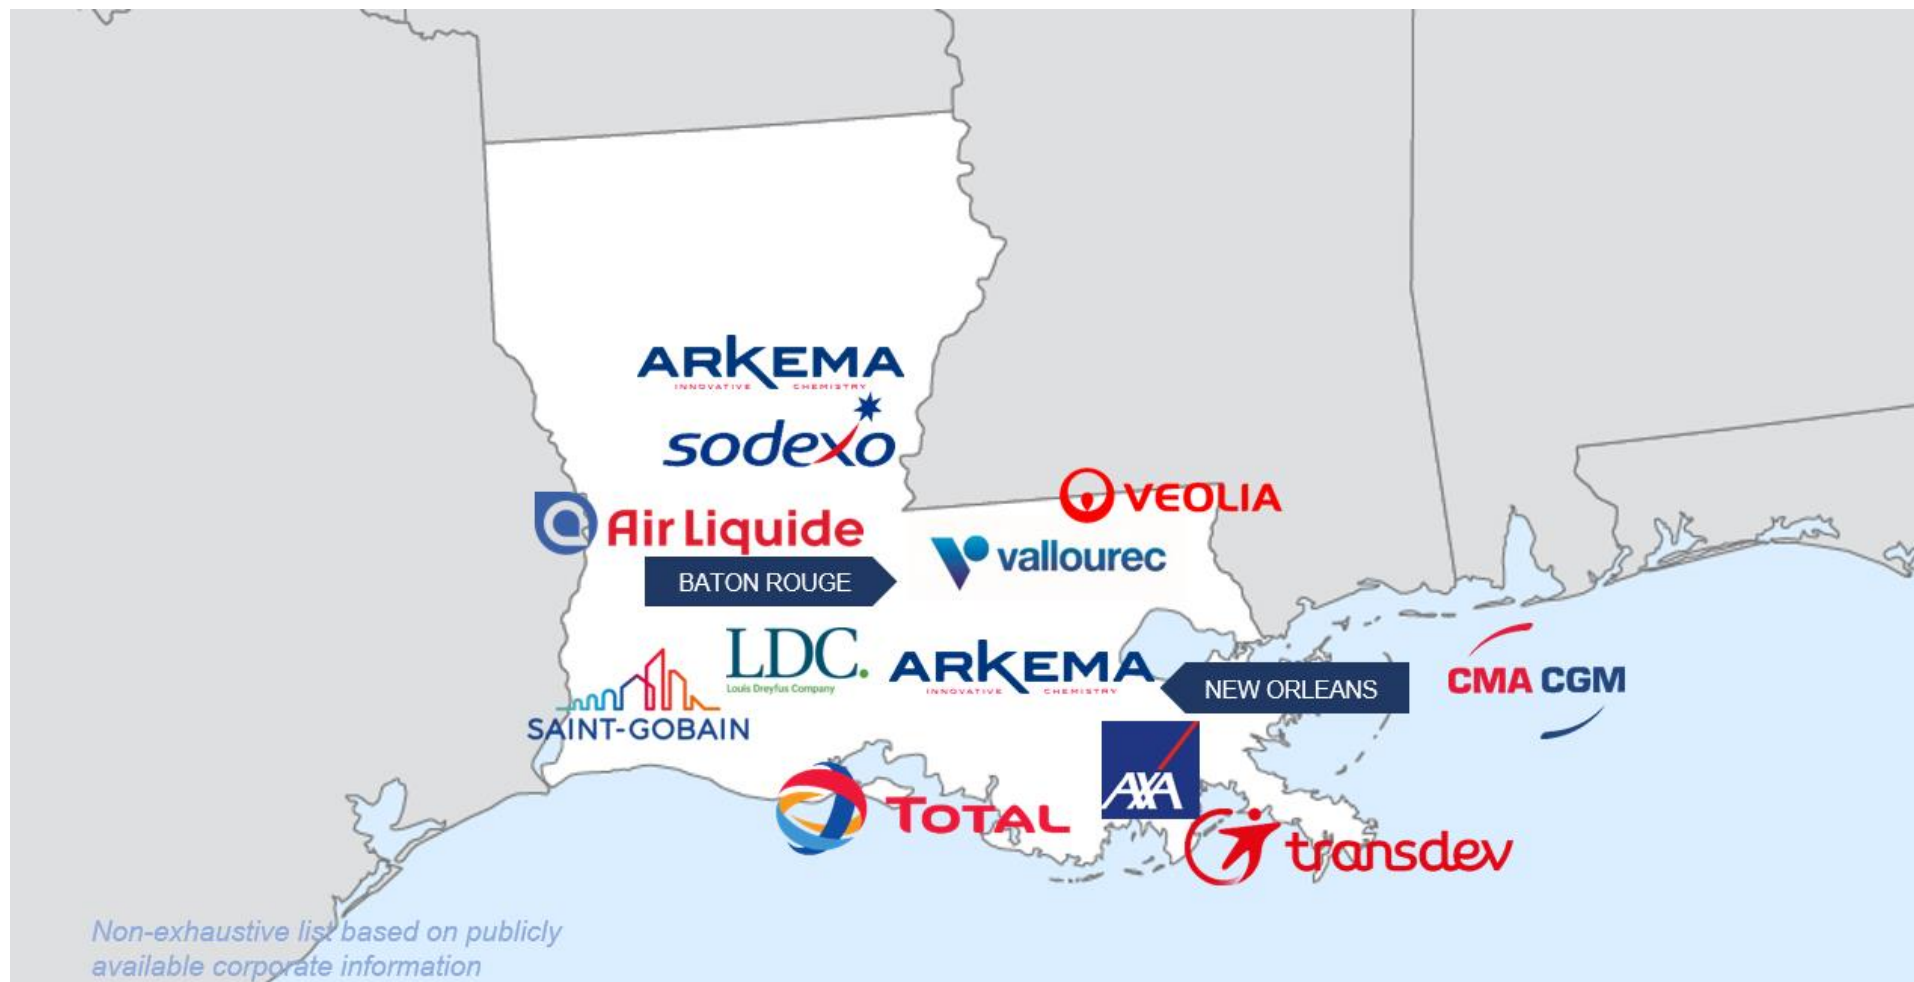 ARKEMA
INNOVATIVE CHEMISTRY
sodexo
VEOLIA
Air Liquide
vallourec
BATON ROUGE
LDC.
Louis Dreyfus Company
ARKEMA
INNOVATIVE CHEMISTRY
NEW ORLEANS
CMA CGM
SAINT-GOBAIN
AXA
TOTAL
transdev
Non-exhaustive list based on publicly
available corporate information